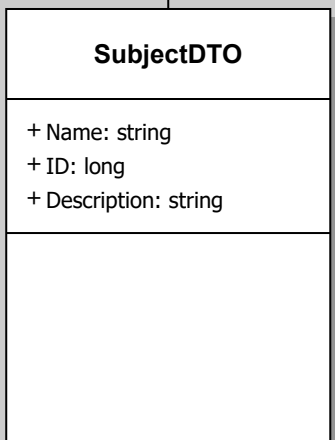 SubjectDTO
+ Name: string
+ ID: long
+ Description: string